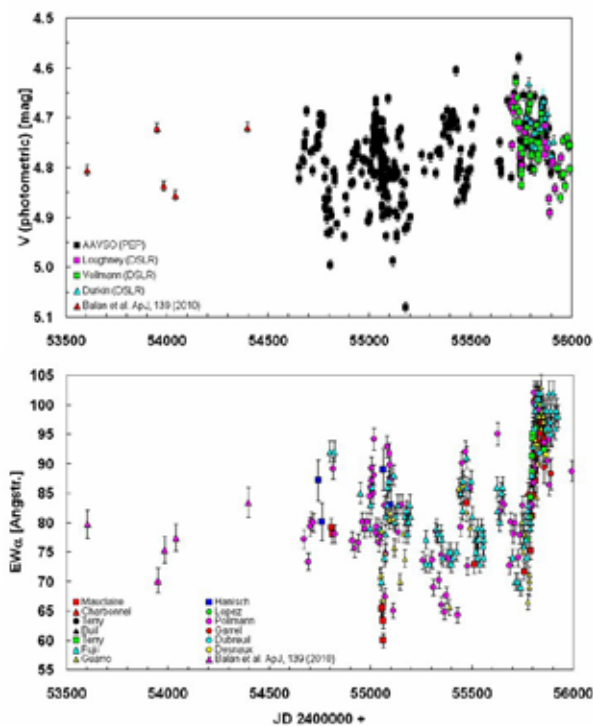 V (photometric) [mag]
4.5
4.6
4.7
4.8
4.9
5.0
5.1
AAVSO (PEP)
Loughney (DSLR)
Vollmann (DSLR)
Durkin (DSLR)
Balan et al. ApJ, 139 (2010)
53500 54000 54500 55000 55500 56000
EWα [Angstr.]
105
100
95
90
85
80
75
70
65
60
55
Mauclaire
Charbonnel
Terry
Buil
Terry
Fujii
Guarro
Hanisch
Lopez
Pollmann
Garrel
Dubreuil
Desnoux
Balan et al. ApJ, 139 (2010)
53500 54000 54500 55000 55500 56000
JD 2400000 +